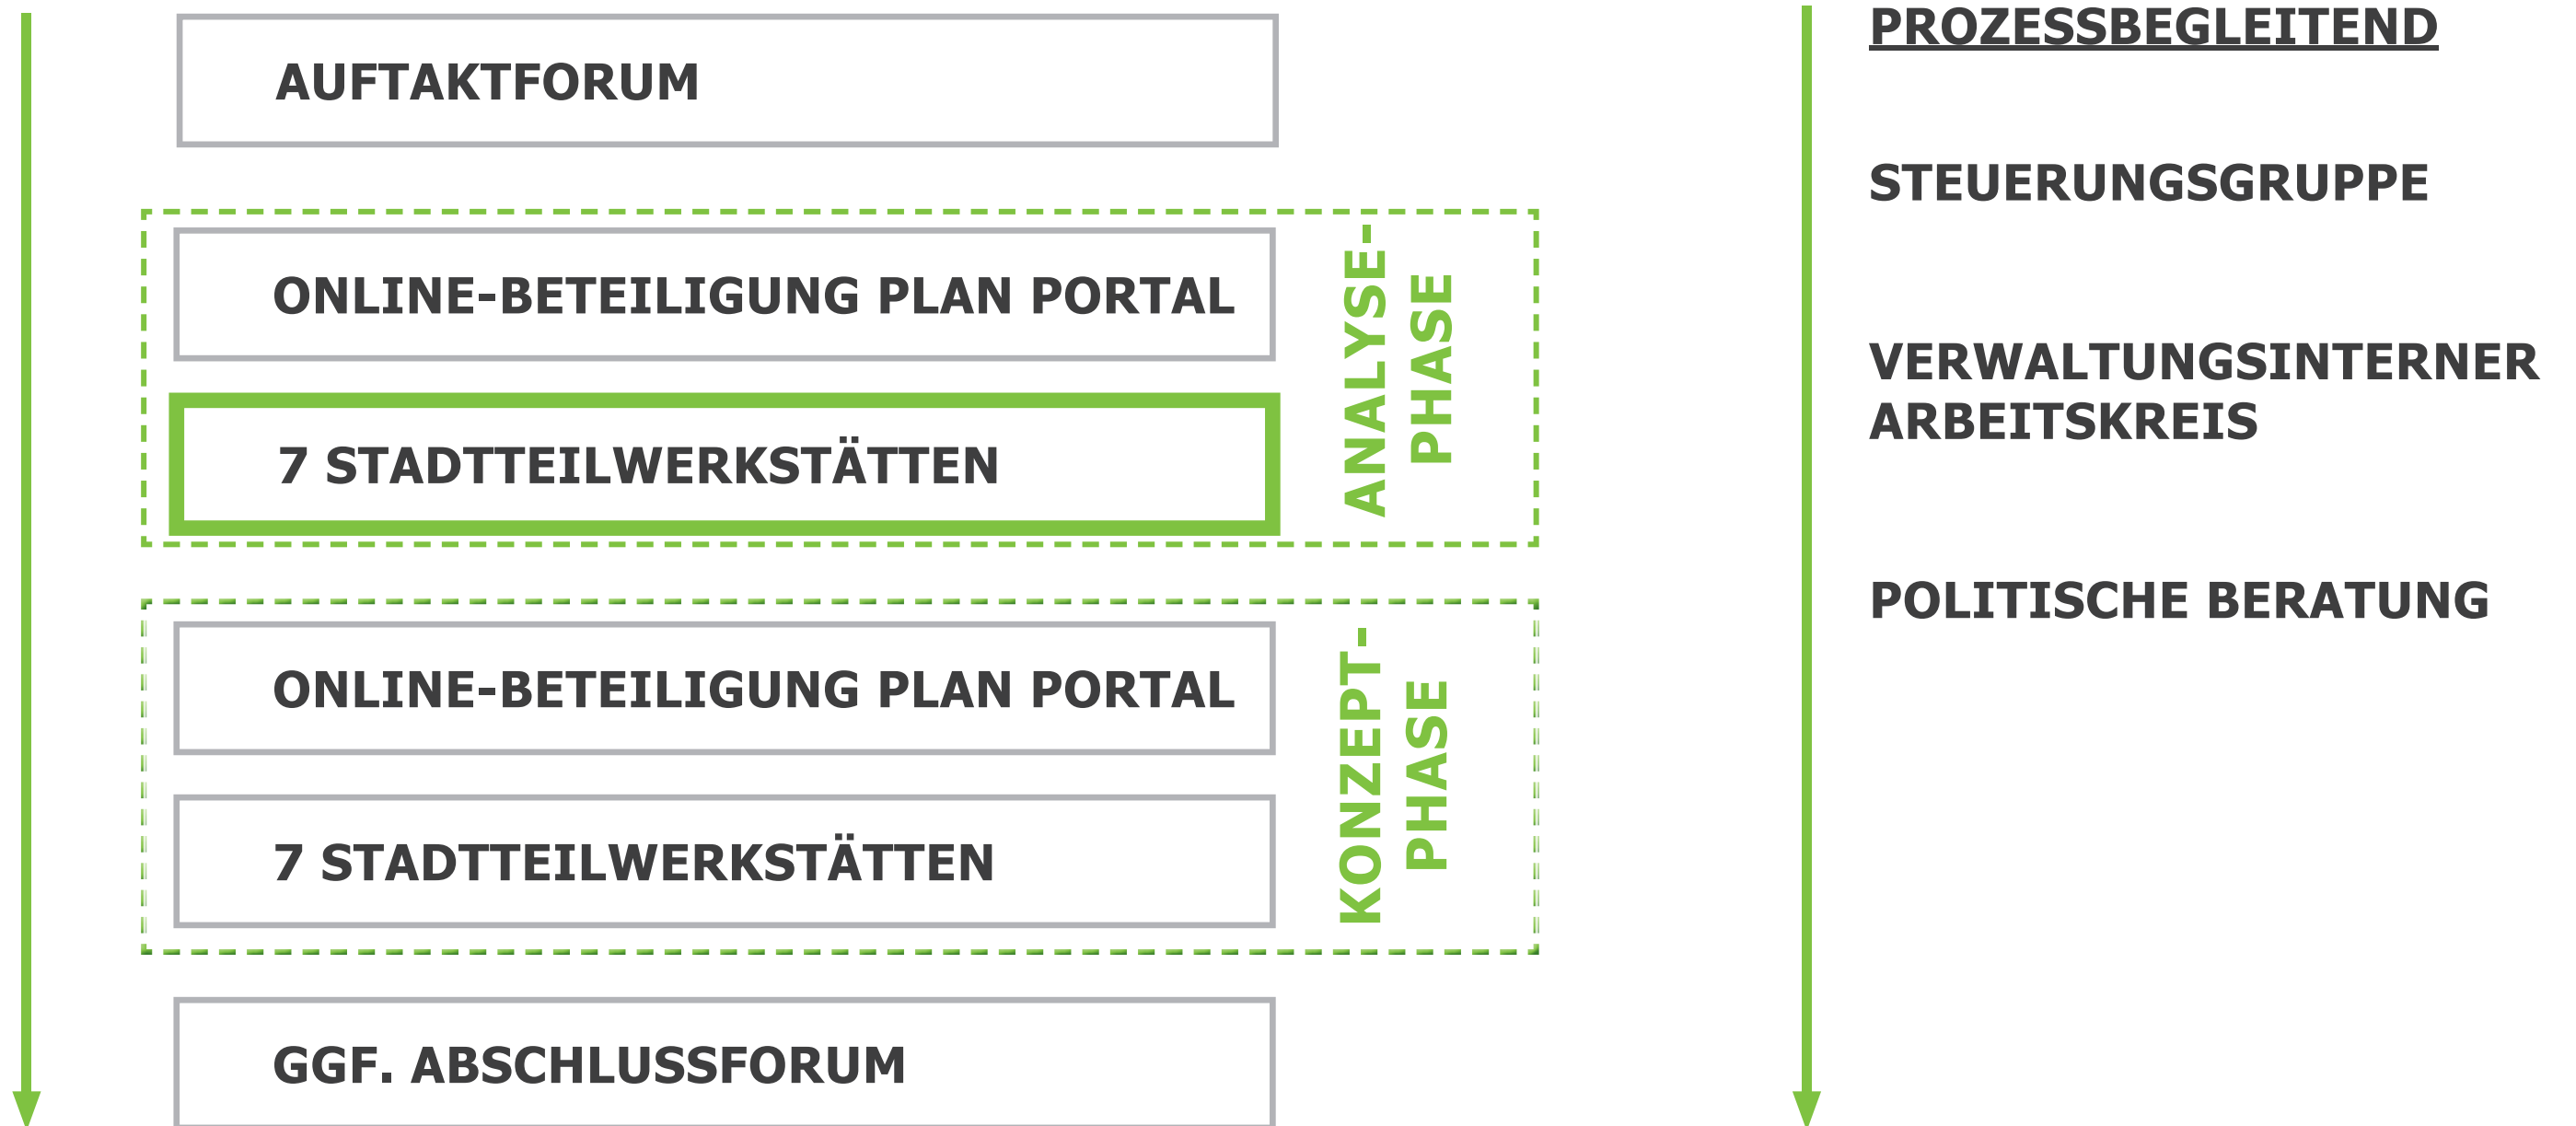 AUFTAKTFORUM
ONLINE-BETEILIGUNG PLAN PORTAL
7 STADTTEILWERKSTÄTTEN
ANALYSE-
PHASE
ONLINE-BETEILIGUNG PLAN PORTAL
7 STADTTEILWERKSTÄTTEN
KONZEPT-
PHASE
GGF. ABSCHLUSSFORUM
PROZESSBEGLEITEND
STEUERUNGSGRUPPE
VERWALTUNGSINTERNER
ARBEITSKREIS
POLITISCHE BERATUNG